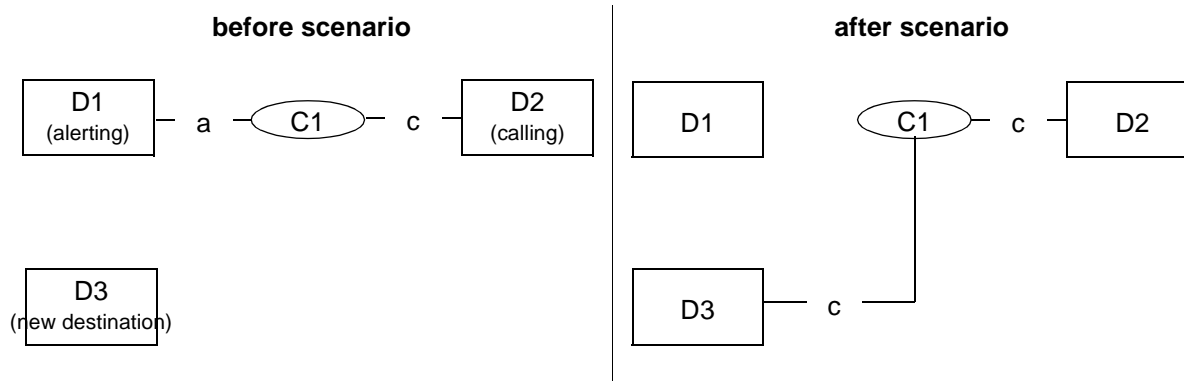 before scenario
D1
(alerting)
a
C1
c
D2
(calling)
D3
(new destination)
after scenario
D1
C1
c
D2
D3
c